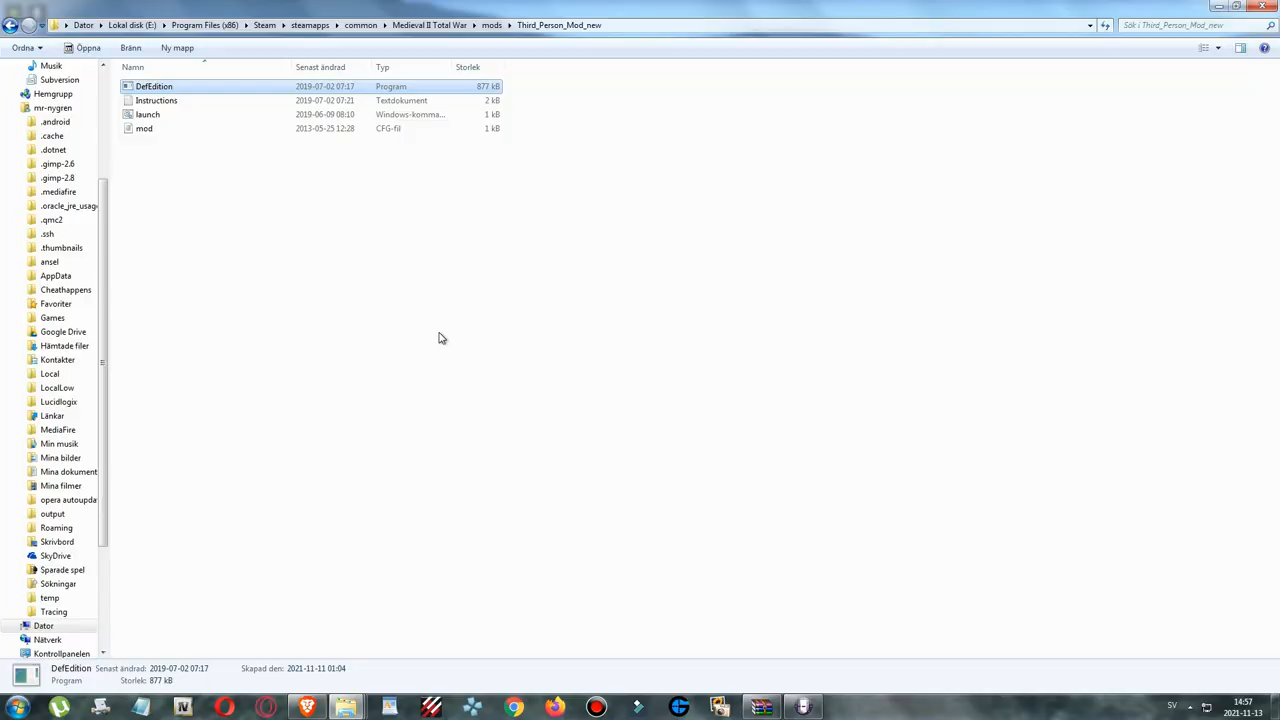 Dator ▸ Lokal disk (E:) ▸ Program Files (x86) ▸ Steam ▸ steamapps ▸ common ▸ Medieval II Total War ▸ mods ▸ Third_Person_Mod_new
Sök i Third_Person_Mod_new
Ordna Öppna Bränn Ny mapp
Namn Senast ändrad Typ Storlek
DefEdition 2019-07-02 07:17 Program 877 kB
Instructions 2019-07-02 07:21 Textdokument 2 kB
launch 2019-06-09 08:10 Windows-komma... 1 kB
mod 2013-05-25 12:28 CFG-fil 1 kB
Musik
Subversion
Hemgrupp
mr-nygren
.android
.cache
.dotnet
.gimp-2.6
.gimp-2.8
.mediafire
.oracle_jre_usage
.qmc2
.ssh
.thumbnails
ansel
AppData
Cheathappens
Favoriter
Games
Google Drive
Hämtade filer
Kontakter
Local
LocalLow
Lucidlogix
Länkar
MediaFire
Min musik
Mina bilder
Mina dokument
Mina filmer
opera autoupda
output
Roaming
Skrivbord
SkyDrive
Sparade spel
Sökningar
temp
Tracing
Dator
Nätverk
Kontrollpanelen
DefEdition Senast ändrad: 2019-07-02 07:17 Skapad den: 2021-11-11 01:04
Program Storlek: 877 kB
SV 14:57
2021-11-13